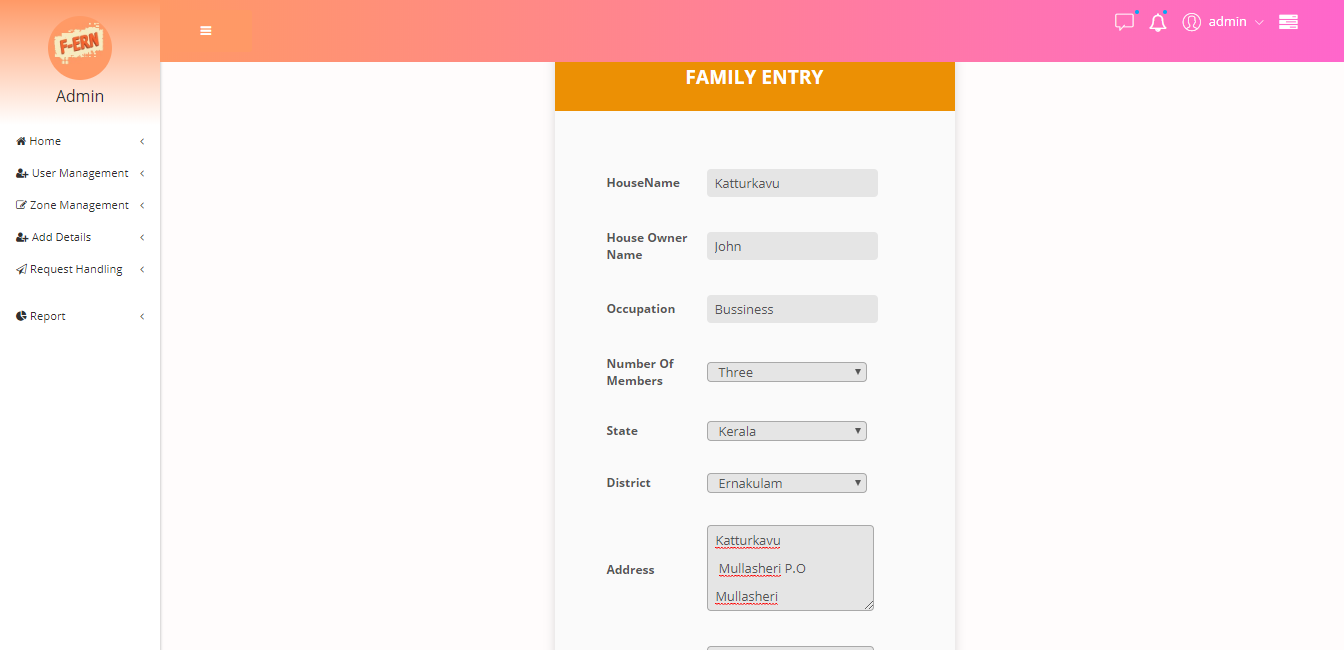 F-ERN
Admin
Home
User Management
Zone Management
Add Details
Request Handling
Report
admin
FAMILY ENTRY
HouseName
Katturkavu
House Owner
Name
John
Occupation
Bussiness
Number Of
Members
Three
State
Kerala
District
Ernakulam
Address
Katturkavu
Mullasheri P.O
Mullasheri